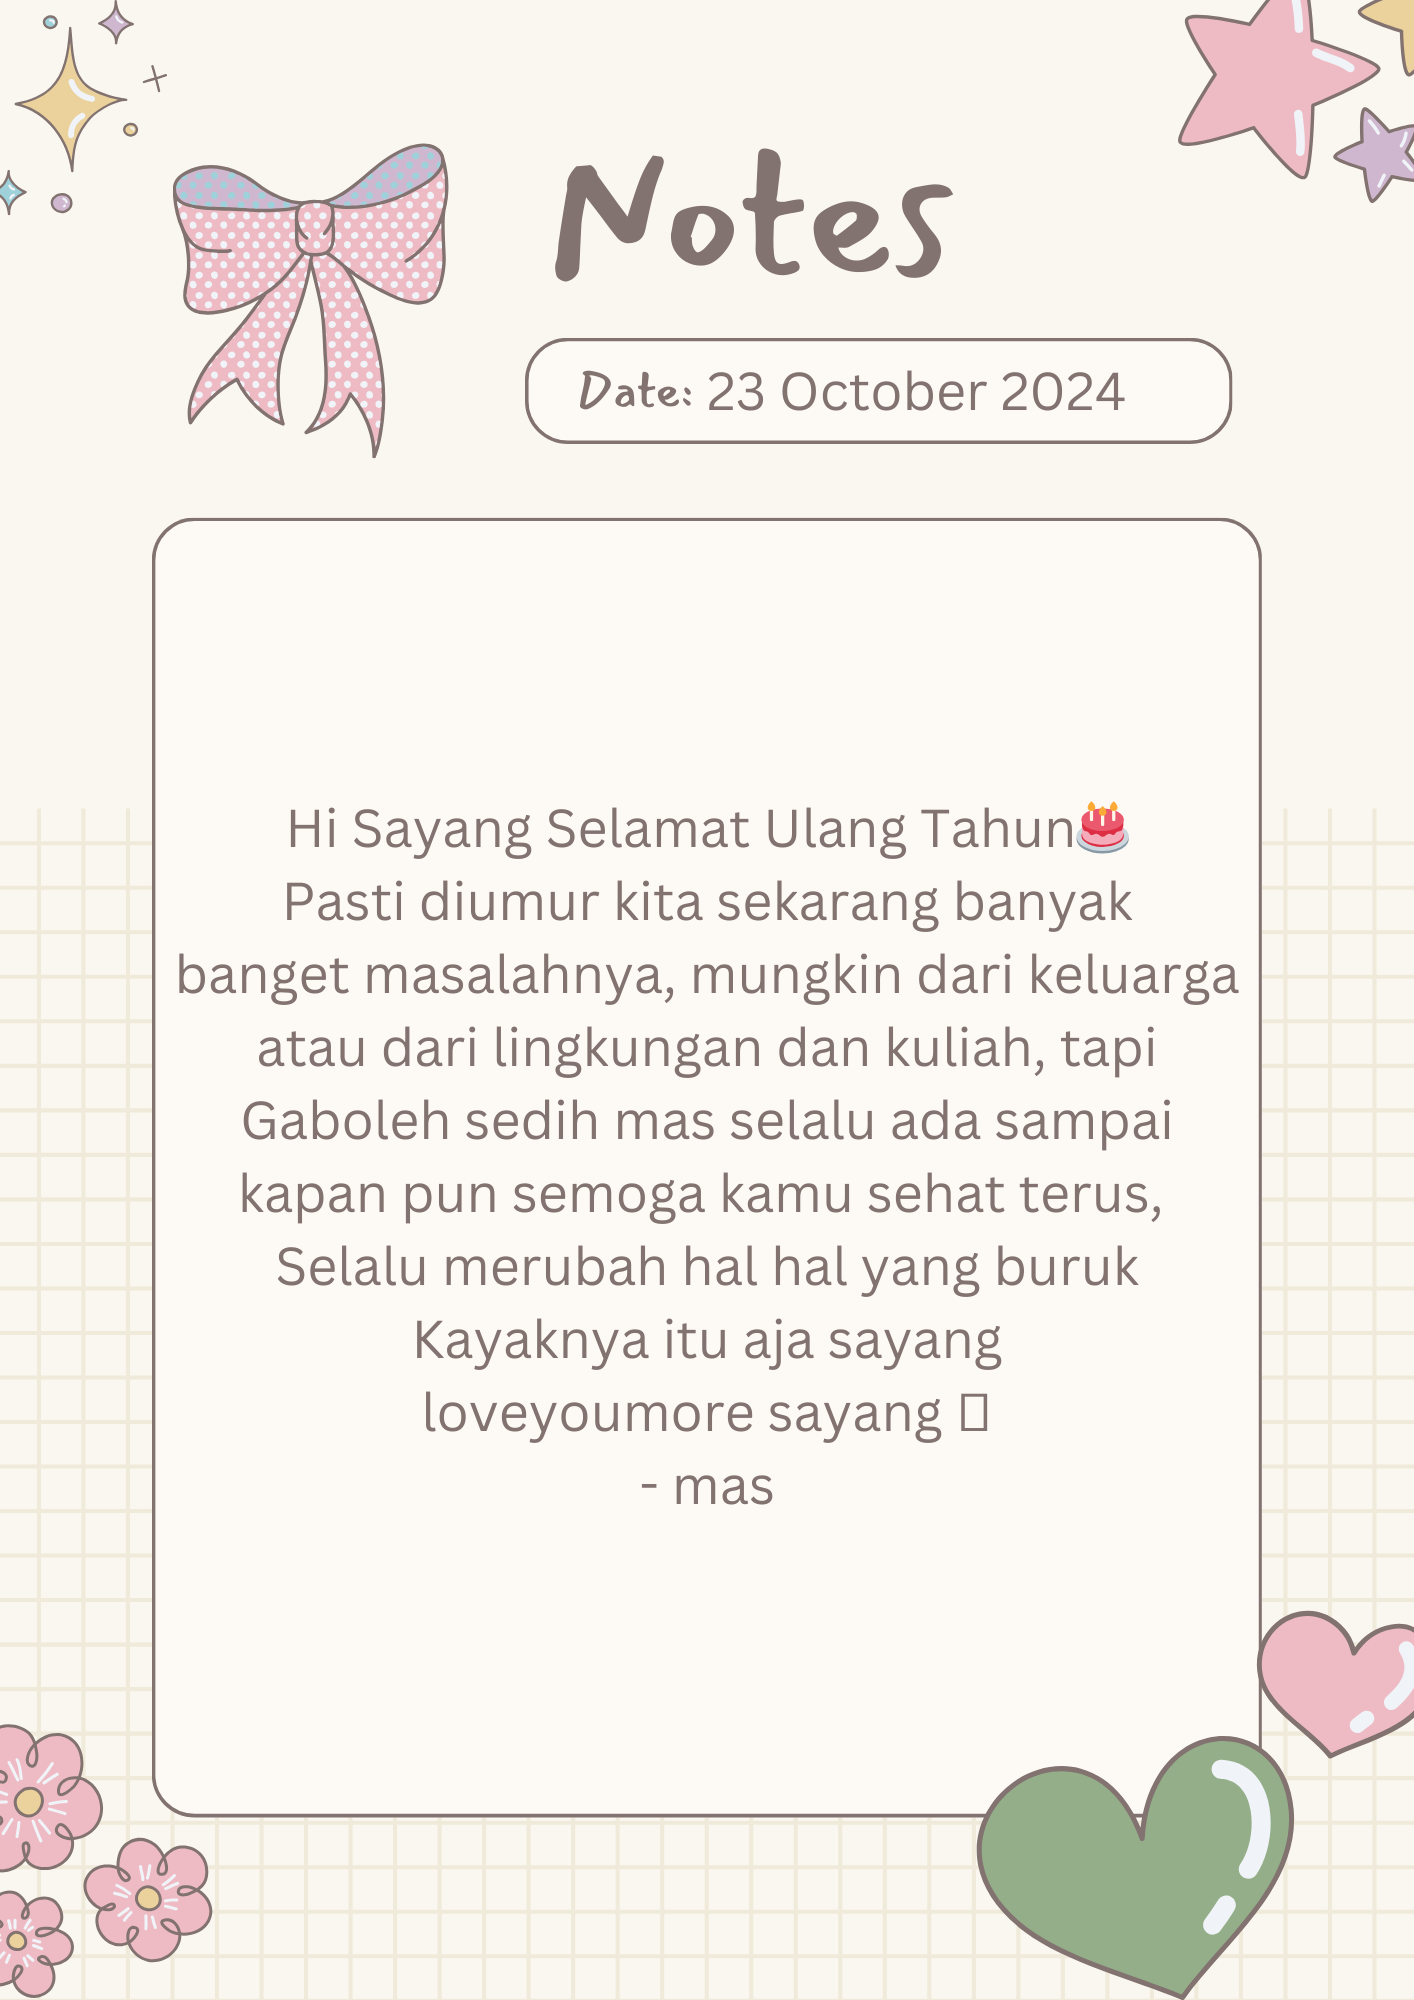 Notes
Date: 23 October 2024
Hi Sayang Selamat Ulang Tahun🎂
Pasti diumur kita sekarang banyak
banget masalahnya, mungkin dari keluarga
atau dari lingkungan dan kuliah, tapi
Gaboleh sedih mas selalu ada sampai
kapan pun semoga kamu sehat terus,
Selalu merubah hal hal yang buruk
Kayaknya itu aja sayang
loveyoumore sayang
- mas